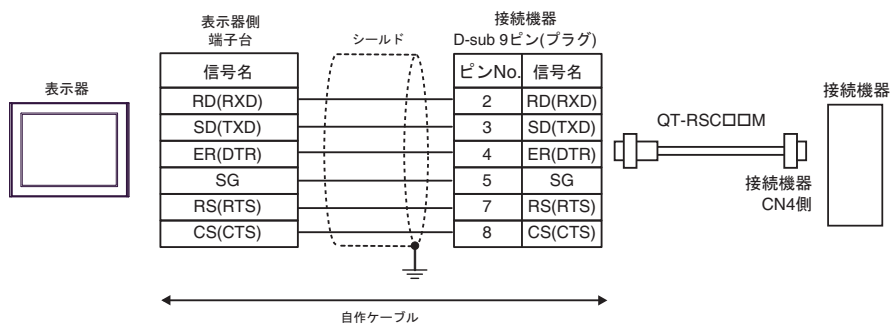 表示器側
端子台
シールド
接続機器
D-sub 9ピン(プラグ)
表示器
信号名
ピンNo. 信号名
RD(RXD) 2 RD(RXD)
SD(TXD) 3 SD(TXD)
ER(DTR) 4 ER(DTR)
SG 5 SG
RS(RTS) 7 RS(RTS)
CS(CTS) 8 CS(CTS)
QT-RSC□□M
接続機器
CN4側
接続機器
自作ケーブル